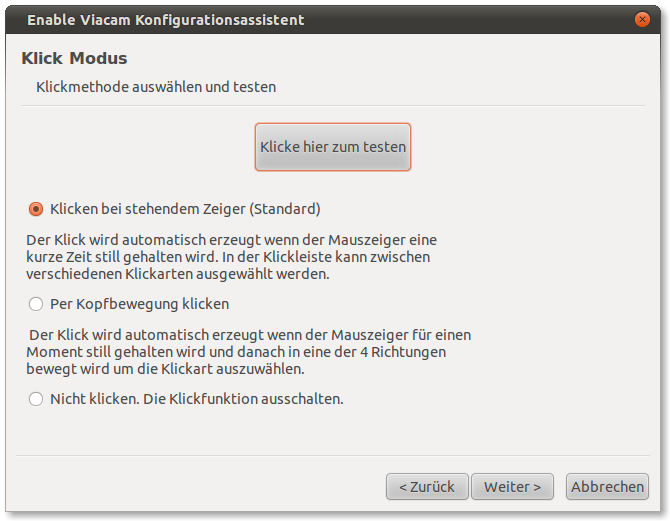 Enable Viacam Konfigurationsassistent
Klick Modus
Klickmethode auswählen und testen
Klicke hier zum testen
Klicken bei stehendem Zeiger (Standard)
Der Klick wird automatisch erzeugt wenn der Mauszeiger eine
kurze Zeit still gehalten wird. In der Klickleiste kann zwischen
verschiedenen Klickarten ausgewählt werden.
Per Kopfbewegung klicken
Der Klick wird automatisch erzeugt wenn der Mauszeiger für einen
Moment still gehalten wird und danach in eine der 4 Richtungen
bewegt wird um die Klickart auszuwählen.
Nicht klicken. Die Klickfunktion ausschalten.
< Zurück Weiter > Abbrechen